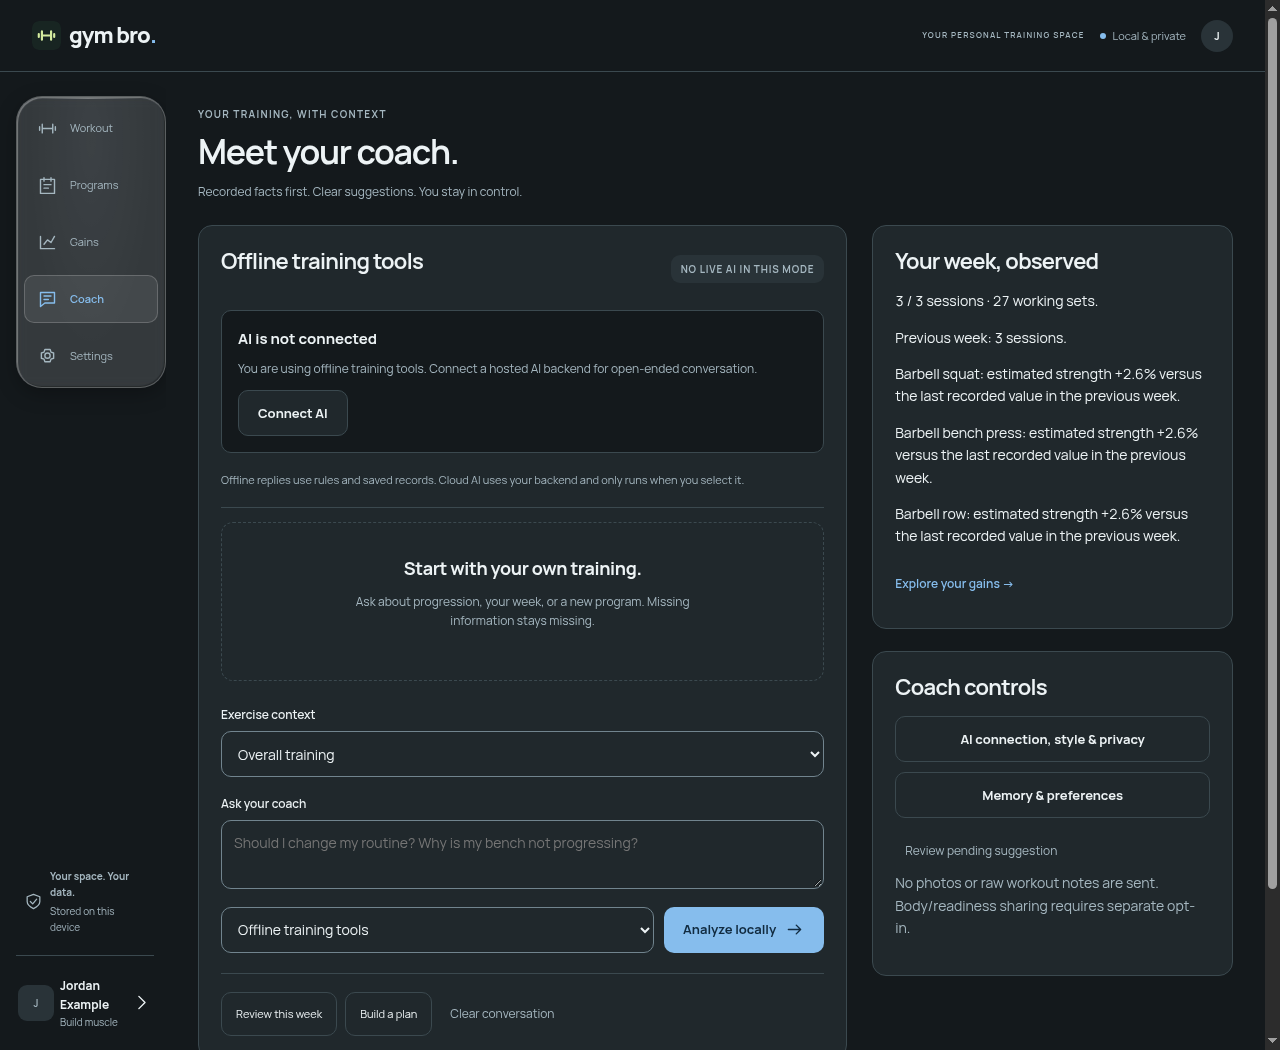 gym bro.
YOUR PERSONAL TRAINING SPACE
Local & private
J
Workout
Programs
Gains
Coach
Settings
Your space. Your
data.
Stored on this
device
J
Jordan
Example
Build muscle
YOUR TRAINING, WITH CONTEXT
Meet your coach.
Recorded facts first. Clear suggestions. You stay in control.
Offline training tools
NO LIVE AI IN THIS MODE
AI is not connected
You are using offline training tools. Connect a hosted AI backend for open-ended conversation.
Connect AI
Offline replies use rules and saved records. Cloud AI uses your backend and only runs when you select it.
Start with your own training.
Ask about progression, your week, or a new program. Missing
information stays missing.
Exercise context
Overall training
Ask your coach
Should I change my routine? Why is my bench not progressing?
Offline training tools
Analyze locally →
Review this week
Build a plan
Clear conversation
Your week, observed
3 / 3 sessions · 27 working sets.
Previous week: 3 sessions.
Barbell squat: estimated strength +2.6% versus
the last recorded value in the previous week.
Barbell bench press: estimated strength +2.6%
versus the last recorded value in the previous
week.
Barbell row: estimated strength +2.6% versus
the last recorded value in the previous week.
Explore your gains →
Coach controls
AI connection, style & privacy
Memory & preferences
Review pending suggestion
No photos or raw workout notes are sent.
Body/readiness sharing requires separate opt-
in.